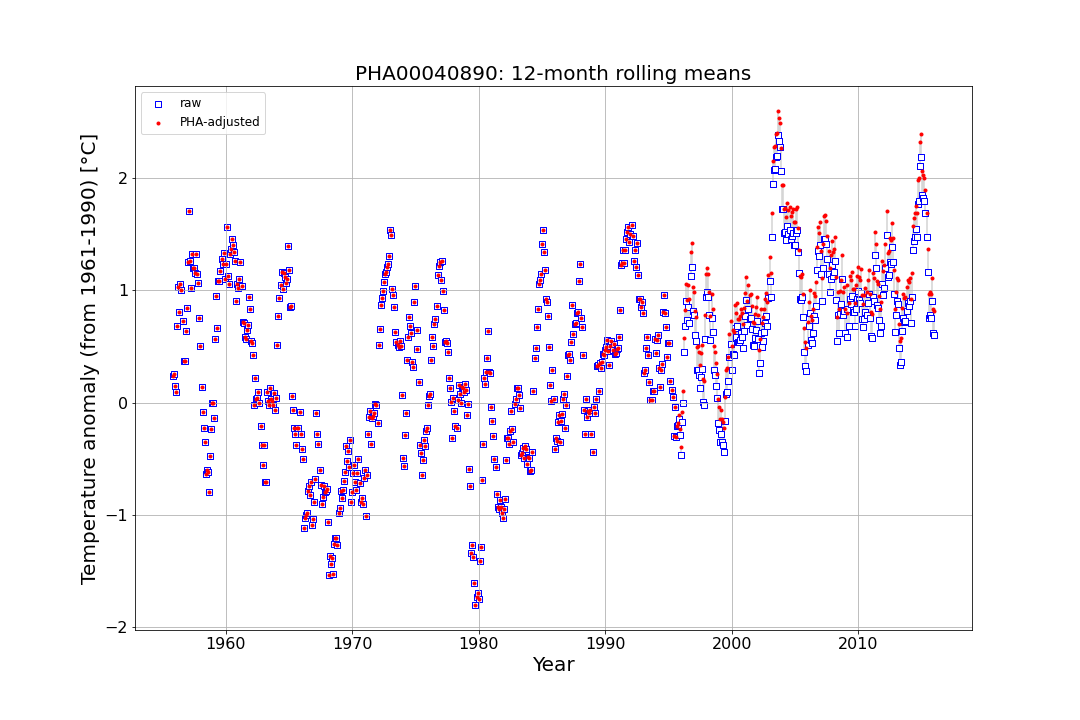 PHA00040890: 12-month rolling means
raw
PHA-adjusted
Temperature anomaly (from 1961-1990) [°C]
2
1
0
−1
−2
1960 1970 1980 1990 2000 2010
Year